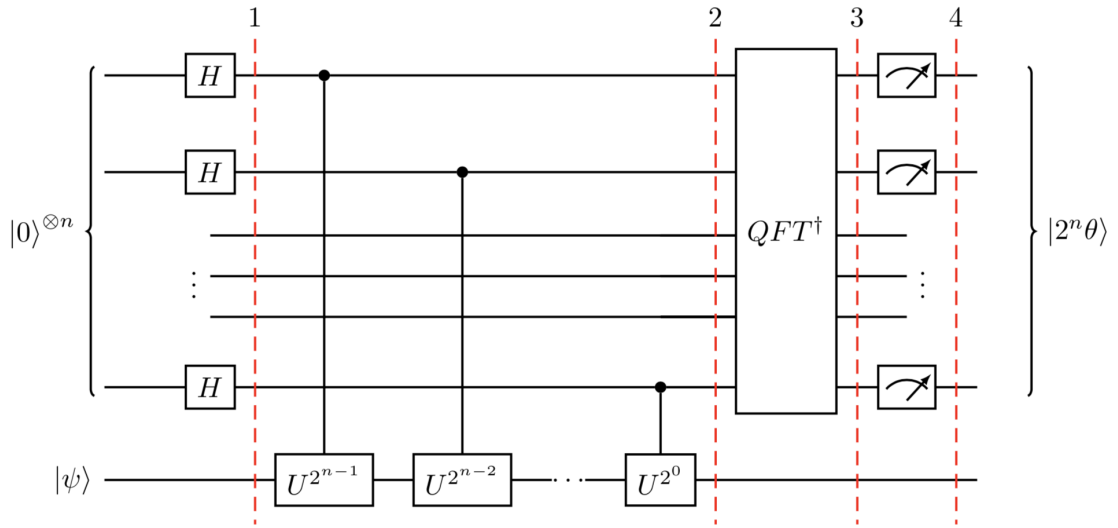 1 2 3 4
H
H
|0⟩^{⊗n} QFT^† |2^nθ⟩
⋮ ⋮
H
|ψ⟩ U^{2^{n-1}} U^{2^{n-2}} ··· U^{2^0}